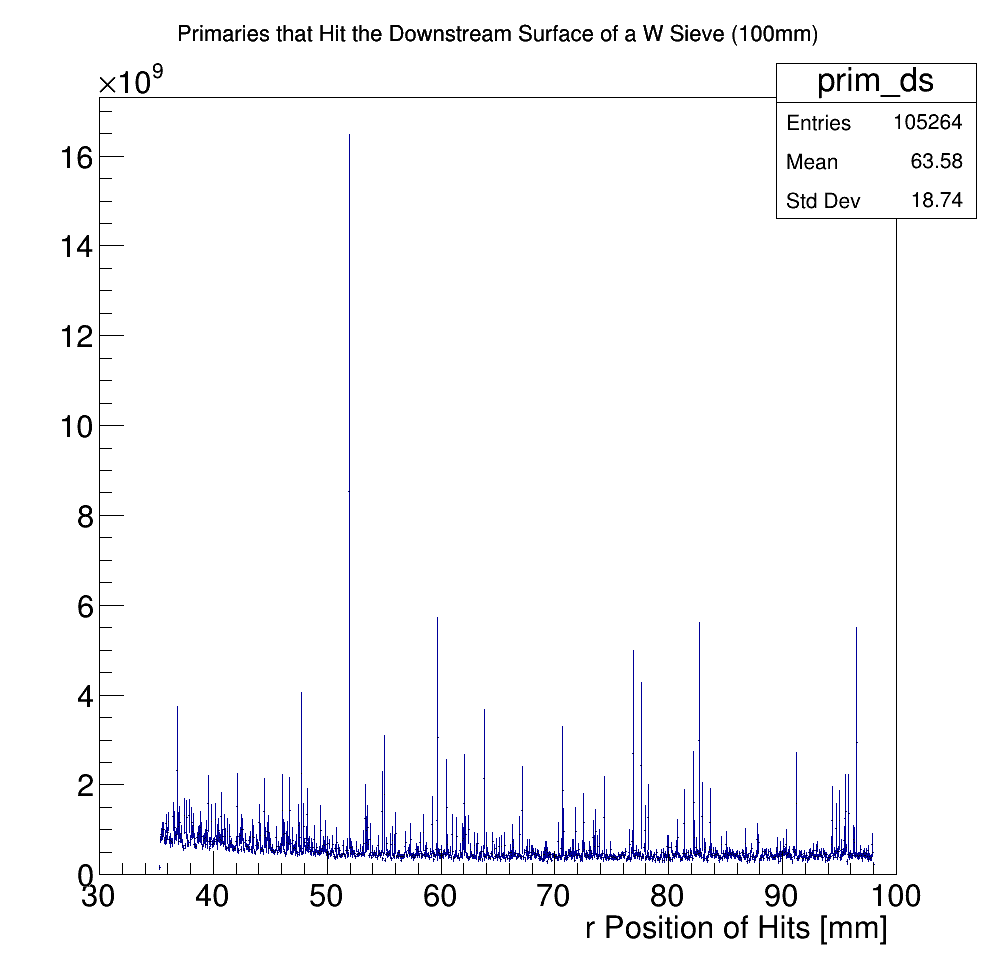 Primaries that Hit the Downstream Surface of a W Sieve (100mm)
×10⁹
prim_ds
Entries 105264
Mean 63.58
Std Dev 18.74
16
14
12
10
8
6
4
2
0
30 40 50 60 70 80 90 100
r Position of Hits [mm]